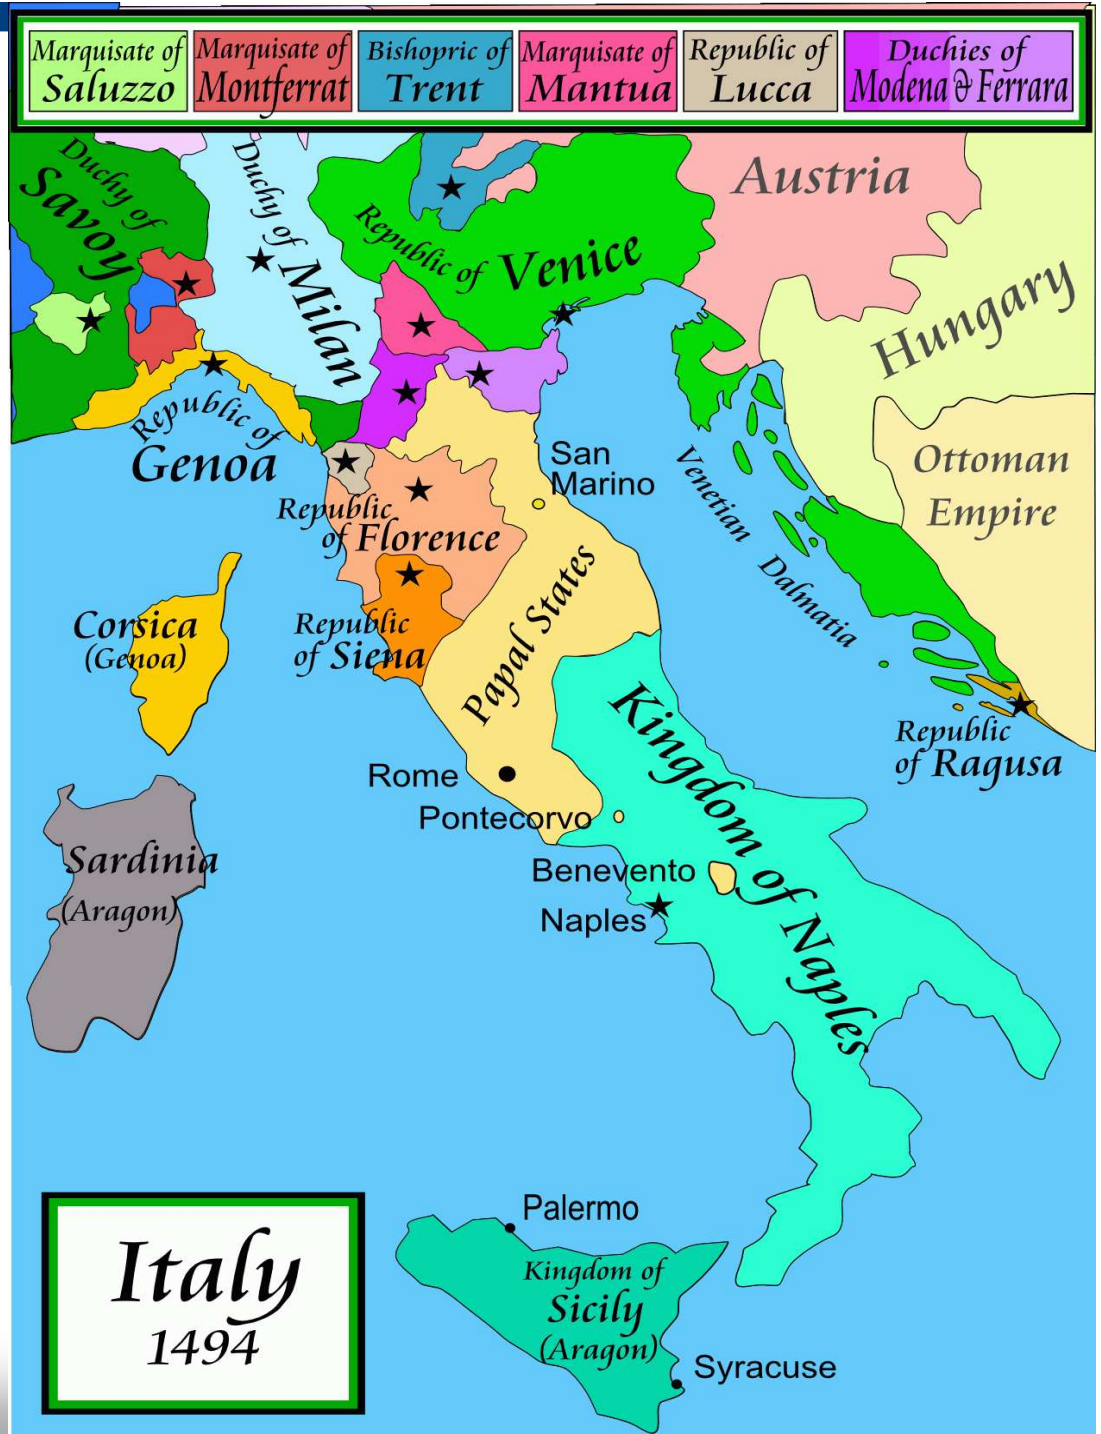 Marquisate of
Saluzzo
Marquisate of
Montferrat
Bishopric of
Trent
Marquisate of
Mantua
Republic of
Lucca
Duchies of
Modena & Ferrara
Duchy of
Savoy
Duchy of
Milan
Republic of
Venice
Austria
Hungary
Ottoman
Empire
Republic of
Genoa
San
Marino
Venetian Dalmatia
Republic
of Florence
Corsica
(Genoa)
Republic
of Siena
Papal States
Kingdom of Naples
Republic
of Ragusa
Rome
Pontecorvo
Sardinia
(Aragon)
Benevento
Naples
Palermo
Kingdom of
Sicily
(Aragon)
Syracuse
Italy
1494